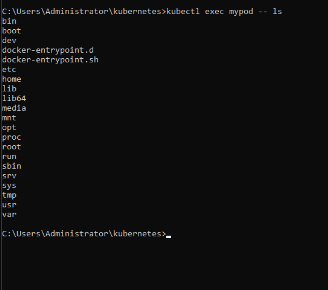 C:\Users\Administrator\kubernetes>kubectl exec mypod -- ls
bin
boot
dev
docker-entrypoint.d
docker-entrypoint.sh
etc
home
lib
lib64
media
mnt
opt
proc
root
run
sbin
srv
sys
tmp
usr
var
C:\Users\Administrator\kubernetes>